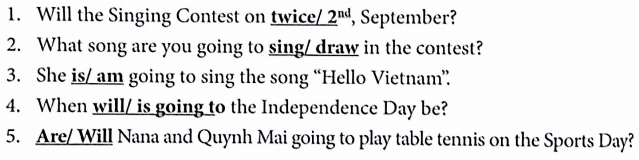 1. Will the Singing Contest on twice/ 2nd, September?
2. What song are you going to sing/ draw in the contest?
3. She is/ am going to sing the song “Hello Vietnam”.
4. When will/ is going to the Independence Day be?
5. Are/ Will Nana and Quynh Mai going to play table tennis on the Sports Day?